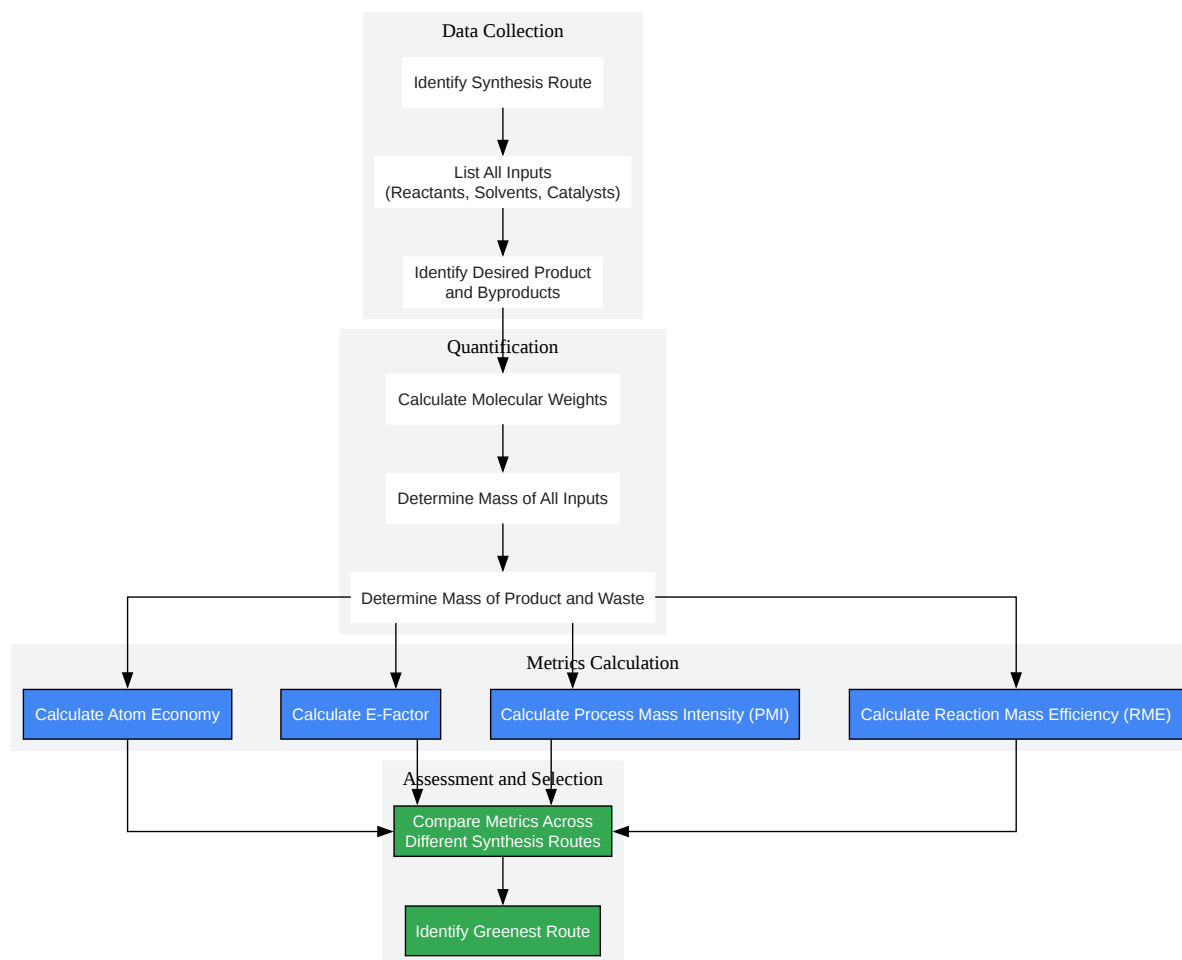 Data Collection
Identify Synthesis Route
List All Inputs
(Reactants, Solvents, Catalysts)
Identify Desired Product
and Byproducts
Quantification
Calculate Molecular Weights
Determine Mass of All Inputs
Determine Mass of Product and Waste
Metrics Calculation
Calculate Atom Economy
Calculate E-Factor
Calculate Process Mass Intensity (PMI)
Calculate Reaction Mass Efficiency (RME)
Assessment and Selection
Compare Metrics Across
Different Synthesis Routes
Identify Greenest Route